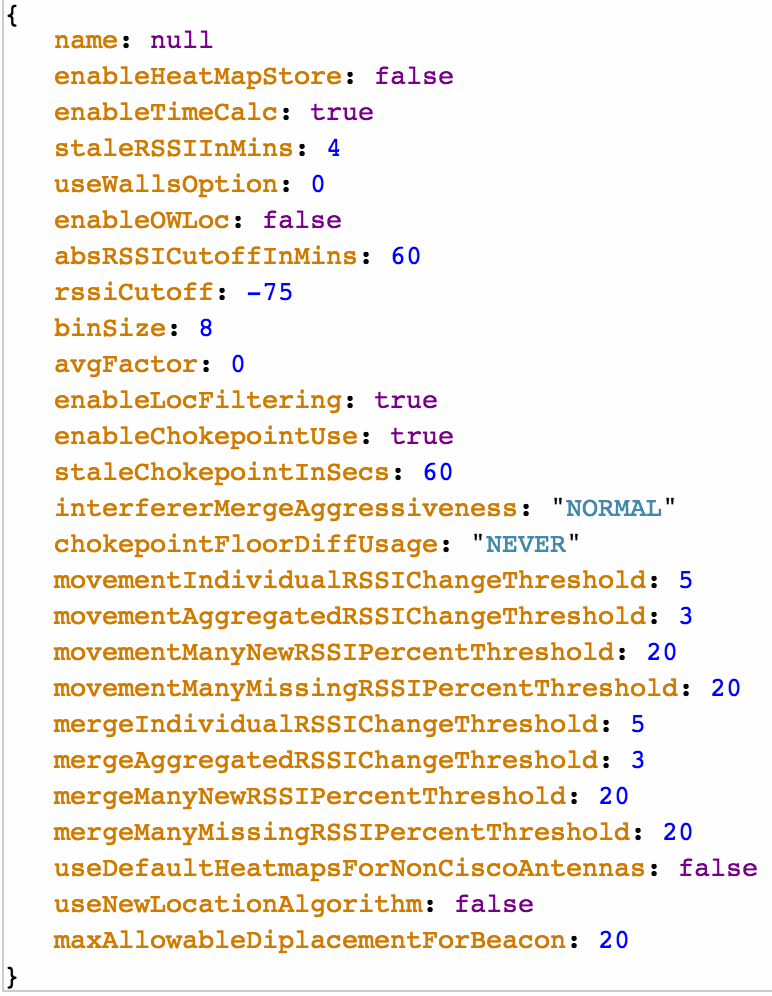 {
name: null
enableHeatMapStore: false
enableTimeCalc: true
staleRSSIInMins: 4
useWallsOption: 0
enableOWLoc: false
absRSSICutoffInMins: 60
rssiCutoff: -75
binSize: 8
avgFactor: 0
enableLocFiltering: true
enableChokepointUse: true
staleChokepointInSecs: 60
interfererMergeAggressiveness: "NORMAL"
chokepointFloorDiffUsage: "NEVER"
movementIndividualRSSIChangeThreshold: 5
movementAggregatedRSSIChangeThreshold: 3
movementManyNewRSSIPercentThreshold: 20
movementManyMissingRSSIPercentThreshold: 20
mergeIndividualRSSIChangeThreshold: 5
mergeAggregatedRSSIChangeThreshold: 3
mergeManyNewRSSIPercentThreshold: 20
mergeManyMissingRSSIPercentThreshold: 20
useDefaultHeatmapsForNonCiscoAntennas: false
useNewLocationAlgorithm: false
maxAllowableDiplacementForBeacon: 20
}